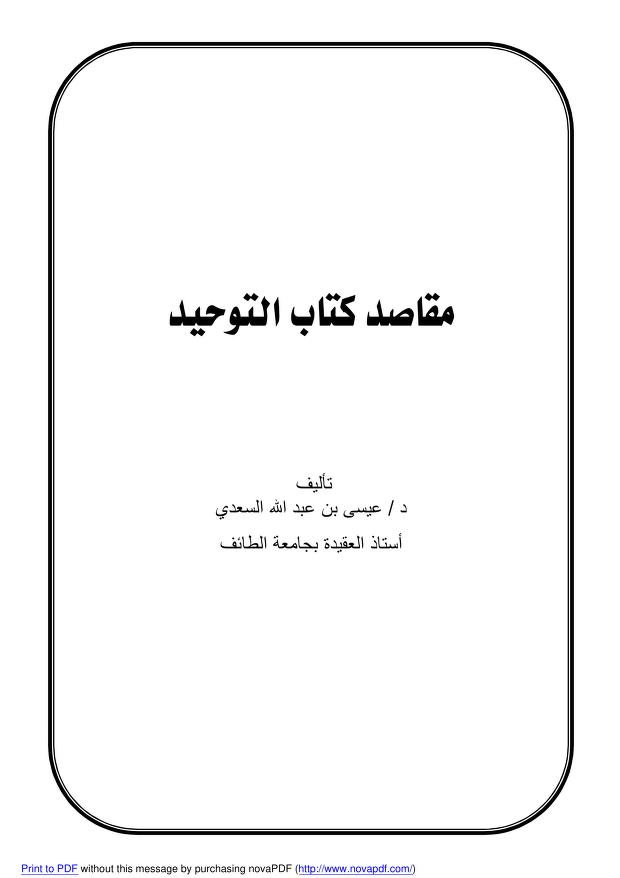 مقاصد كتاب التوحيد
تأليف
د / عيسى بن عبد الله السعدي
أستاذ العقيدة بجامعة الطائف
Print to PDF without this message by purchasing novaPDF (http://www.novapdf.com/)